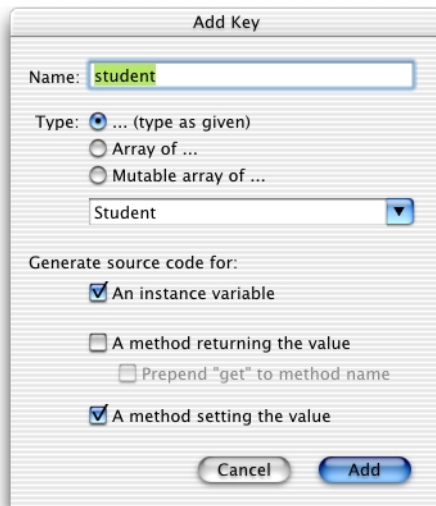 Add Key
Name: student
Type: ... (type as given)
Array of ...
Mutable array of ...
Student
Generate source code for:
An instance variable
A method returning the value
Prepend "get" to method name
A method setting the value
Cancel Add